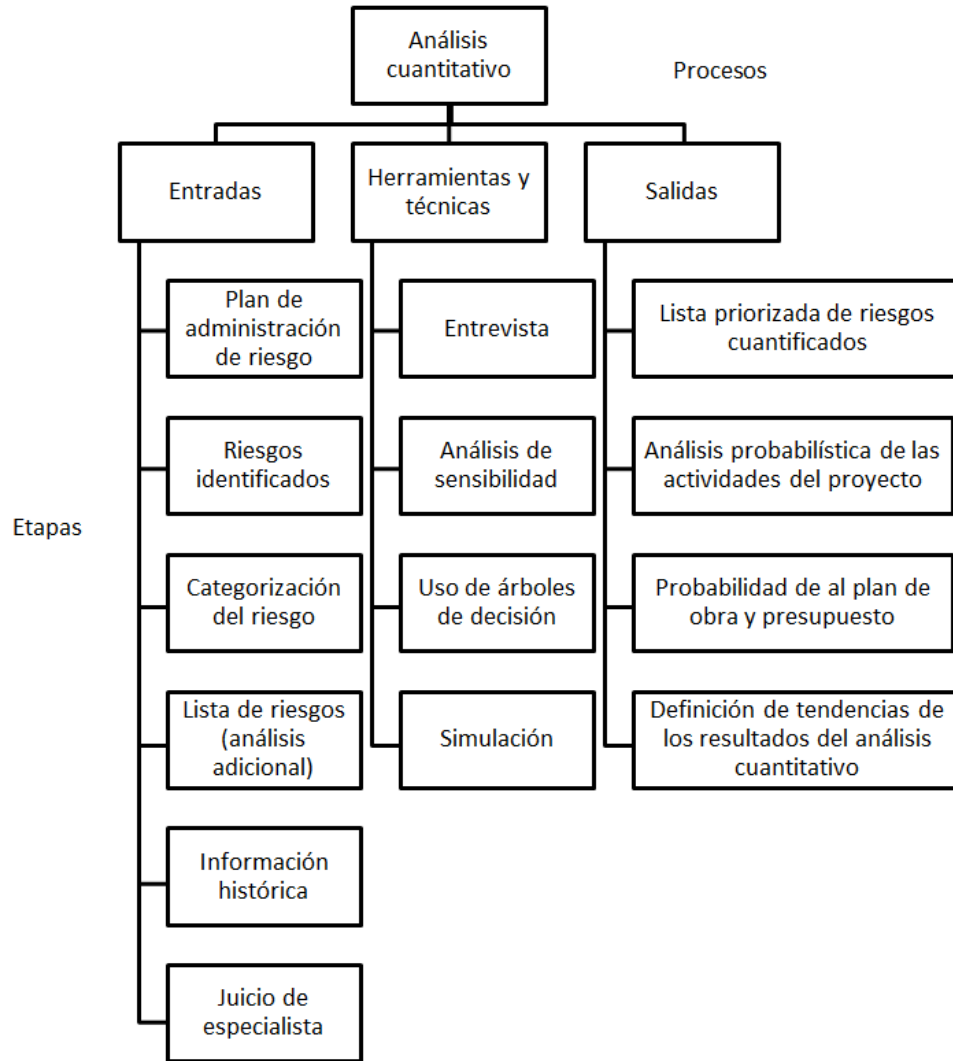 Análisis
cuantitativo
Procesos
Entradas
Herramientas y
técnicas
Salidas
Etapas
Plan de
administración
de riesgo
Riesgos
identificados
Categorización
del riesgo
Lista de riesgos
(análisis
adicional)
Información
histórica
Juicio de
especialista
Entrevista
Análisis de
sensibilidad
Uso de árboles
de decisión
Simulación
Lista priorizada de riesgos
cuantificados
Análisis probabilística de las
actividades del proyecto
Probabilidad de al plan de
obra y presupuesto
Definición de tendencias de
los resultados del análisis
cuantitativo